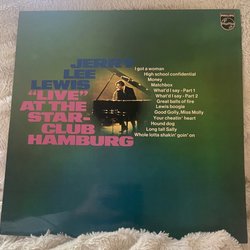 JERRY
LEE
LEWIS
"LIVE"
AT THE
STAR-
CLUB
HAMBURG
I got a woman
High school confidential
Money
Matchbox
What'd I say - Part 1
What'd I say - Part 2
Great balls of fire
Lewis boogie
Good Golly, Miss Molly
Your cheatin' heart
Hound dog
Long tall Sally
Whole lotta shakin' goin' on